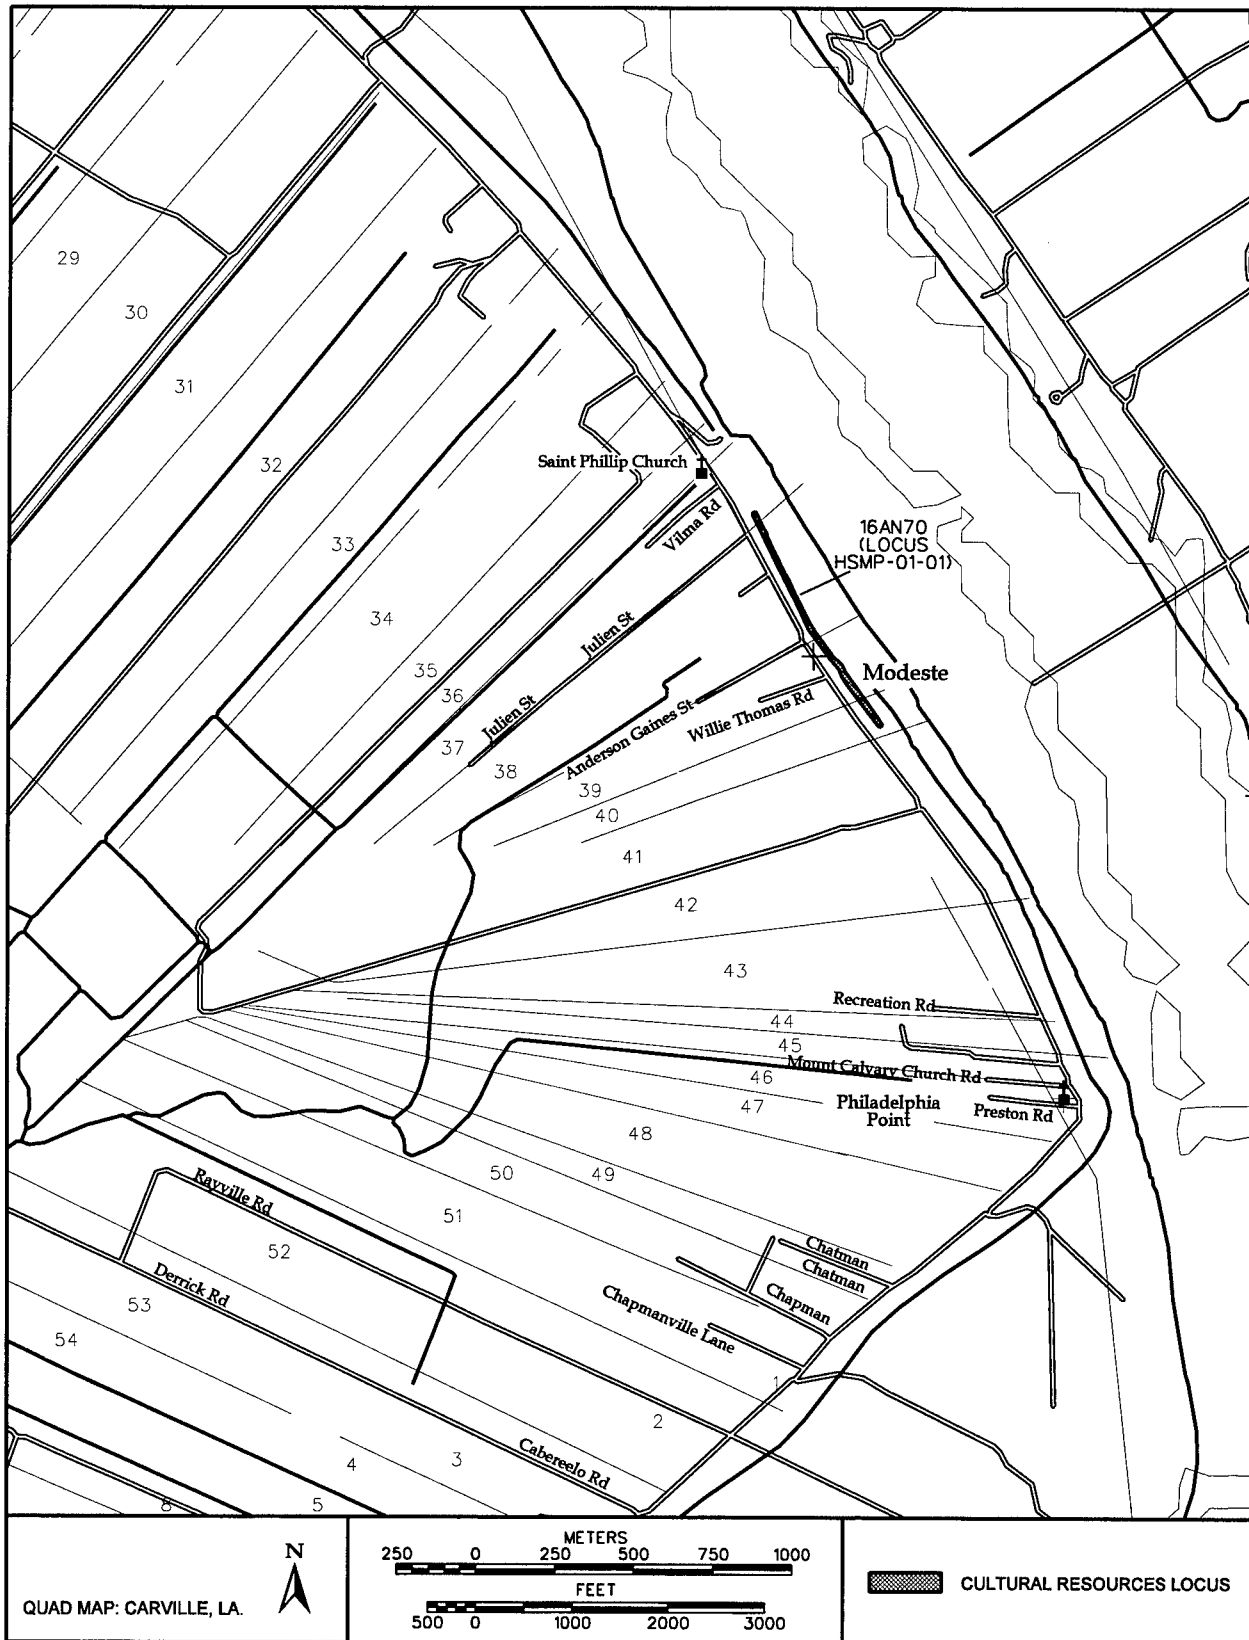 29
30
31
32
33
34
35
36
37
38
39
40
41
42
43
44
45
46
47
48
49
50
51
52
53
54
1
2
3
4
5
8
Saint Phillip Church
Vilma Rd
16AN70
(LOCUS
HSMP-01-01)
Julien St
Julien St
Modeste
Anderson Gaines St
Willie Thomas Rd
Recreation Rd
Mount Calvary Church Rd
Philadelphia
Point
Preston Rd
Rayville Rd
Derrick Rd
Chatman
Chatman
Chapman
Chapmanville Lane
Cabereelo Rd
QUAD MAP: CARVILLE, LA.
N
METERS
250 0 250 500 750 1000
FEET
500 0 1000 2000 3000
CULTURAL RESOURCES LOCUS